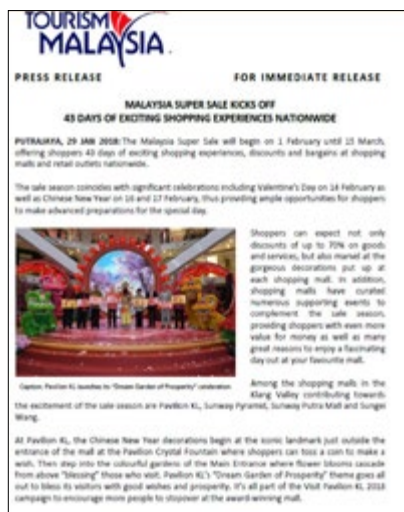 TOURISM
MALAYSIA
PRESS RELEASE FOR IMMEDIATE RELEASE
MALAYSIA SUPER SALE KICKS OFF
43 DAYS OF EXCITING SHOPPING EXPERIENCES NATIONWIDE
PUTRAJAYA, 29 JAN 2018: The Malaysia Super Sale will begin on 1 February until 15 March,
offering shoppers 43 days of exciting shopping experiences, discounts and bargains at shopping
malls and retail outlets nationwide.
The sale season coincides with significant celebrations including Valentine's Day on 14 February as
well as Chinese New Year on 16 and 17 February, thus providing ample opportunities for shoppers
to make advanced preparations for the special day.
Shoppers can expect not only
discounts of up to 70% on goods
and services, but also marvel at the
gorgeous decorations put up at
each shopping mall. In addition,
shopping malls have curated
numerous supporting events to
complement the sale season,
providing shoppers with even more
value for money as well as many
great reasons to enjoy a fascinating
day out at your favourite mall.
Caption: Pavilion KL launches its "Dream Garden of Prosperity" celebration
Among the shopping malls in the
Klang Valley contributing towards
the excitement of the sale season are Pavilion KL, Sunway Pyramid, Sunway Putra Mall and Sungei
Wang.
At Pavilion KL, the Chinese New Year decorations begin at the iconic landmark just outside the
entrance of the mall at the Pavilion Crystal Fountain where shoppers can toss a coin to make a
wish. Then step into the colourful gardens of the Main Entrance where flower blooms cascade
from above "blessing" those who visit. Pavilion KL's "Dream Garden of Prosperity" theme goes all
out to bless its visitors with good wishes and prosperity. It's all part of the Visit Pavilion KL 2018
campaign to encourage more people to stopover at the award-winning mall.